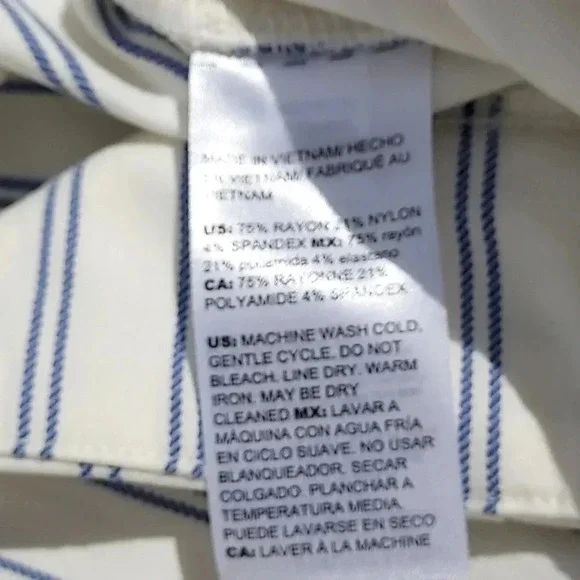 MADE IN VIETNAM/ HECHO
EN VIETNAM/ FABRIQUÉ AU
VIETNAM
US: 75% RAYON 21% NYLON
4% SPANDEX MX: 75% rayón
21% poliamida 4% elastano
CA: 75% RAYONNE 21%
POLYAMIDE 4% SPANDEX
US: MACHINE WASH COLD,
GENTLE CYCLE. DO NOT
BLEACH. LINE DRY. WARM
IRON. MAY BE DRY
CLEANED MX: LAVAR A
MÁQUINA CON AGUA FRÍA
EN CICLO SUAVE. NO USAR
BLANQUEADOR. SECAR
COLGADO. PLANCHAR A
TEMPERATURA MEDIA.
PUEDE LAVARSE EN SECO
CA: LAVER À LA MACHINE